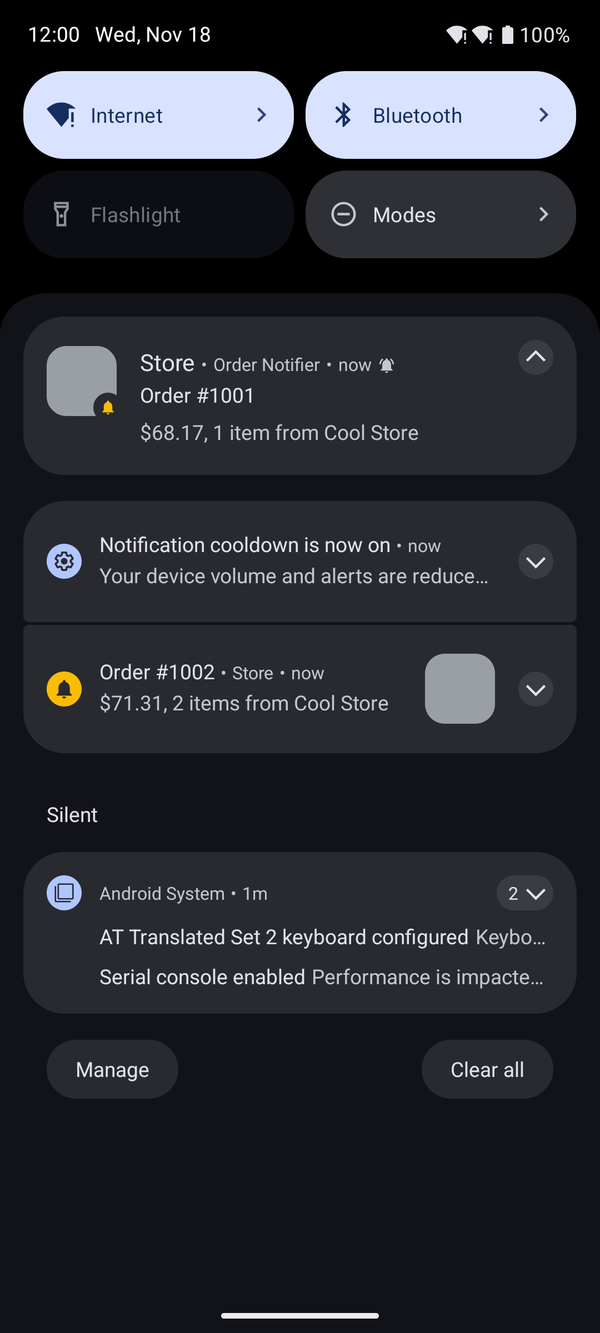 12:00 Wed, Nov 18 100%
Internet
Bluetooth
Flashlight
Modes
Store • Order Notifier • now
Order #1001
$68.17, 1 item from Cool Store
Notification cooldown is now on • now
Your device volume and alerts are reduce…
Order #1002 • Store • now
$71.31, 2 items from Cool Store
Silent
Android System • 1m
2
AT Translated Set 2 keyboard configured Keybo…
Serial console enabled Performance is impacte…
Manage
Clear all